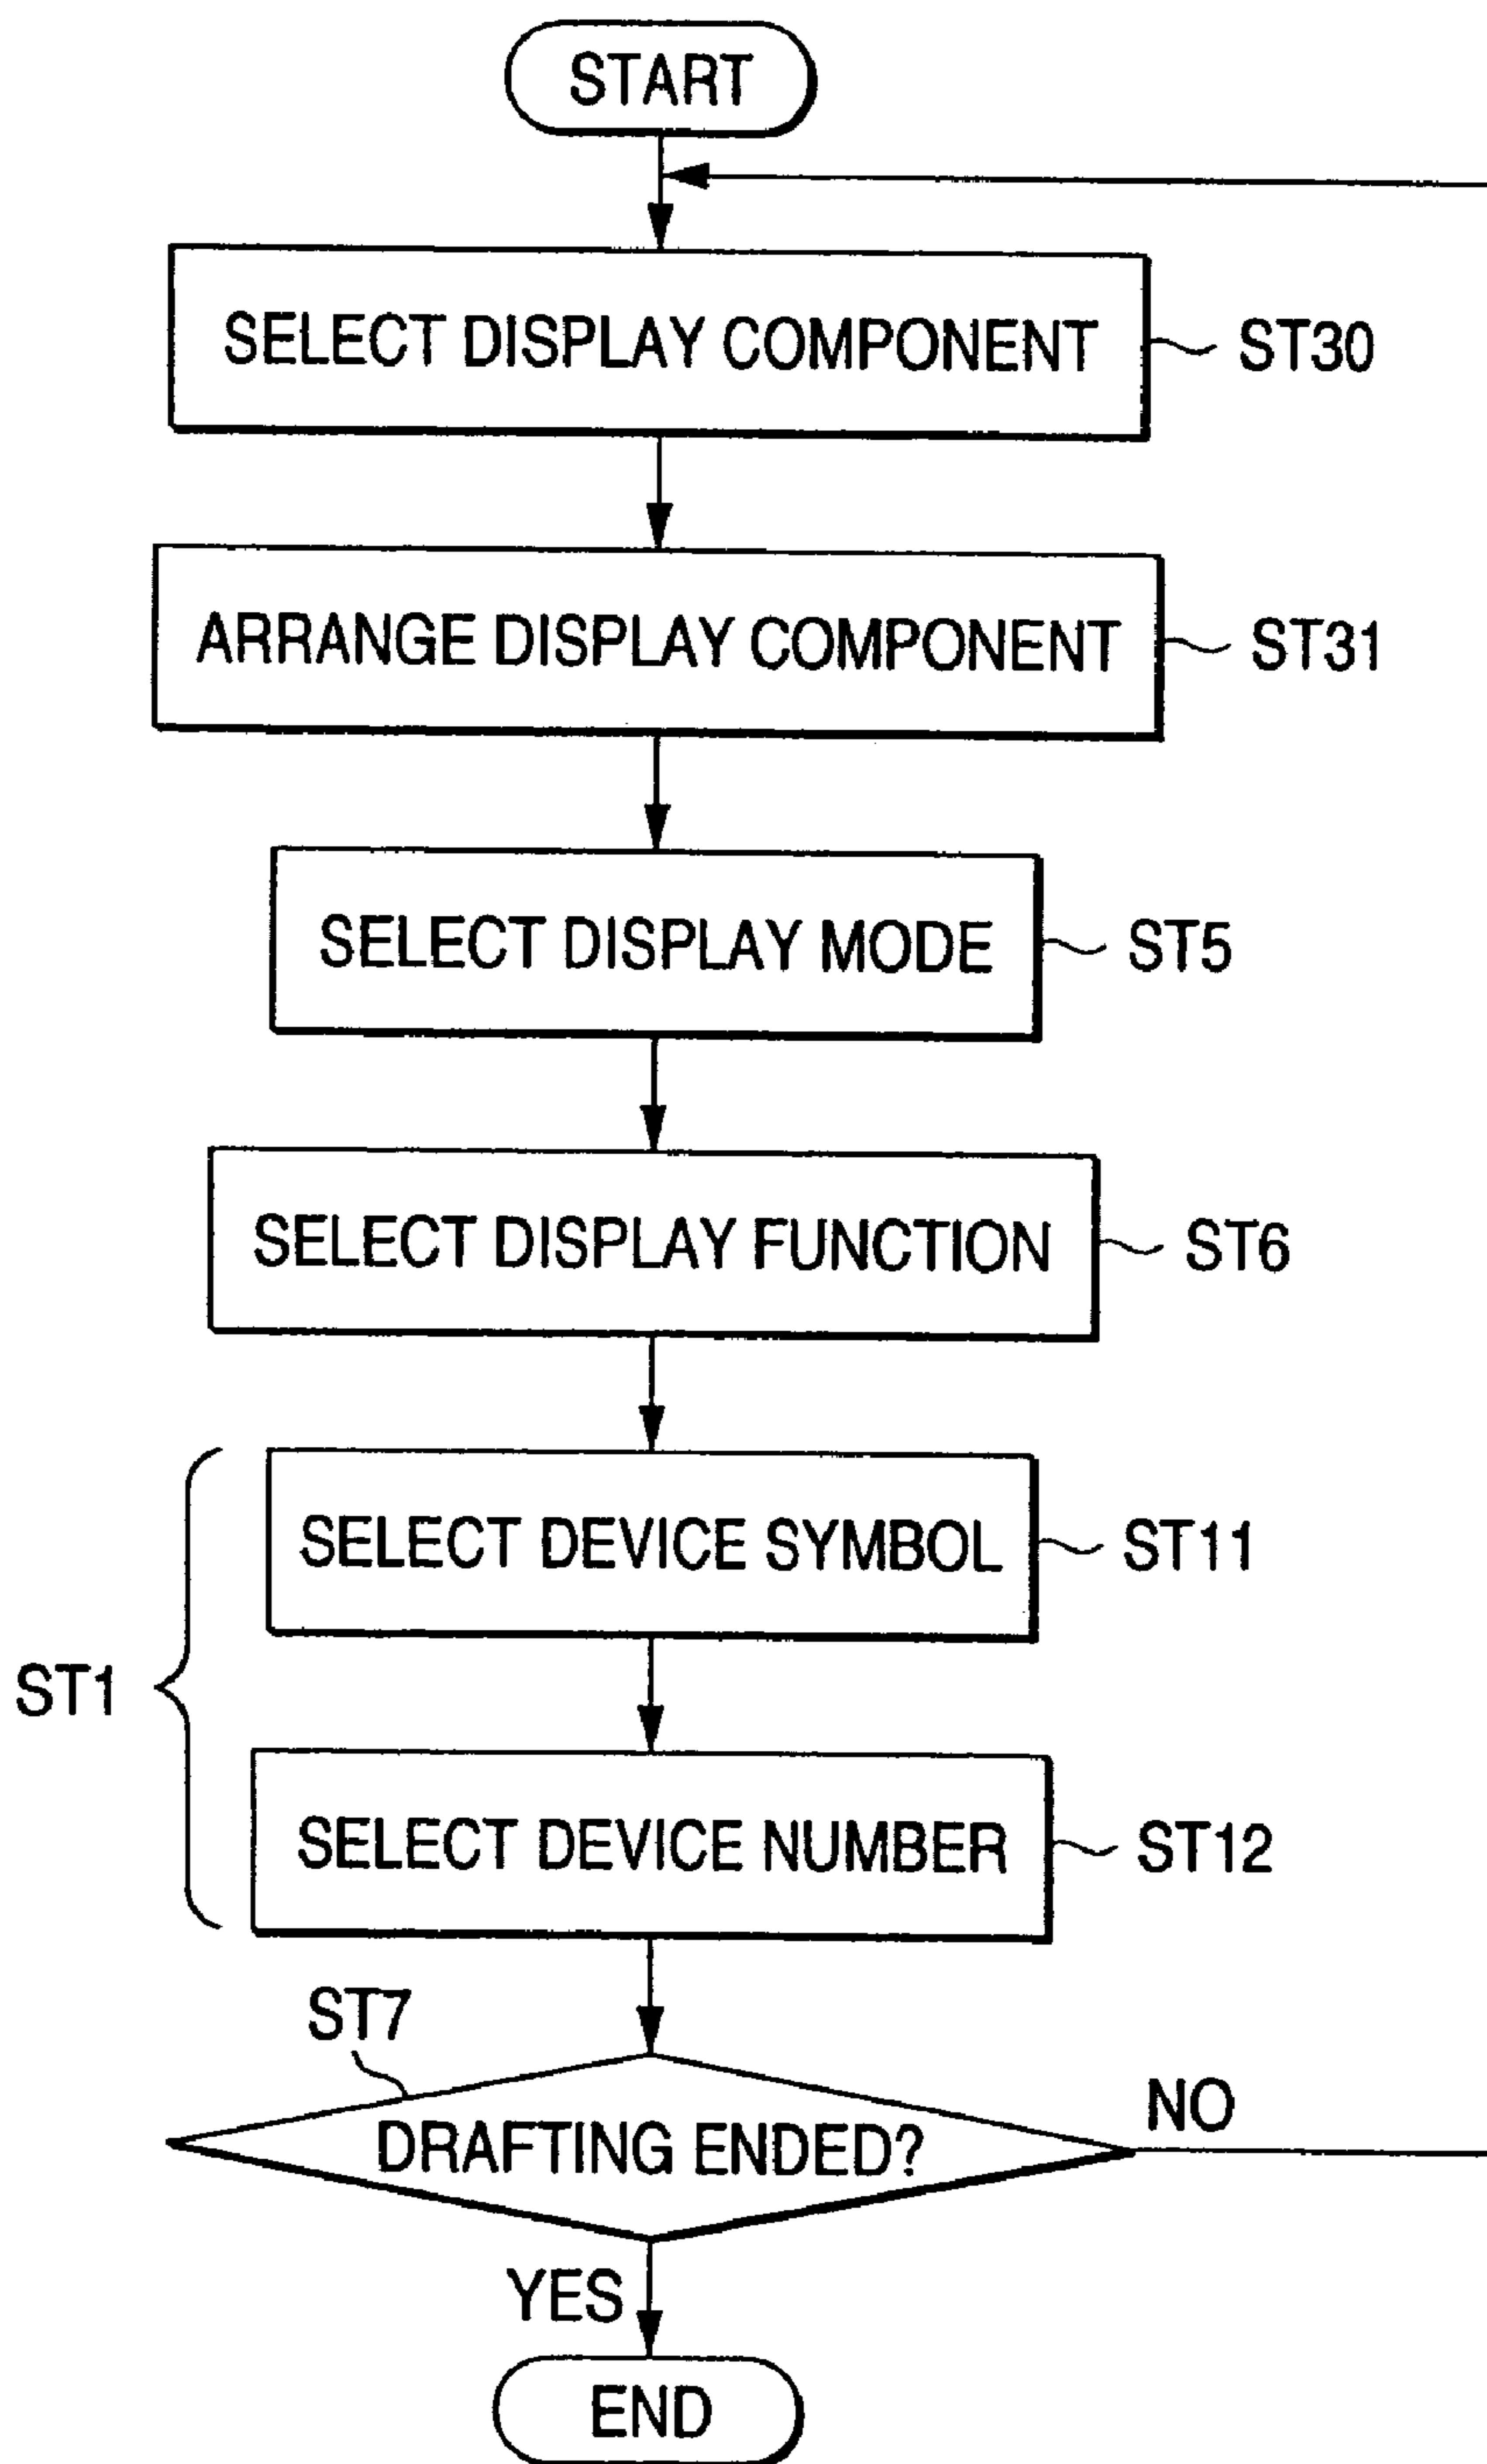 START
SELECT DISPLAY COMPONENT
ST30
ARRANGE DISPLAY COMPONENT
ST31
SELECT DISPLAY MODE
ST5
SELECT DISPLAY FUNCTION
ST6
SELECT DEVICE SYMBOL
ST11
ST1
SELECT DEVICE NUMBER
ST12
ST7
DRAFTING ENDED?
NO
YES
END